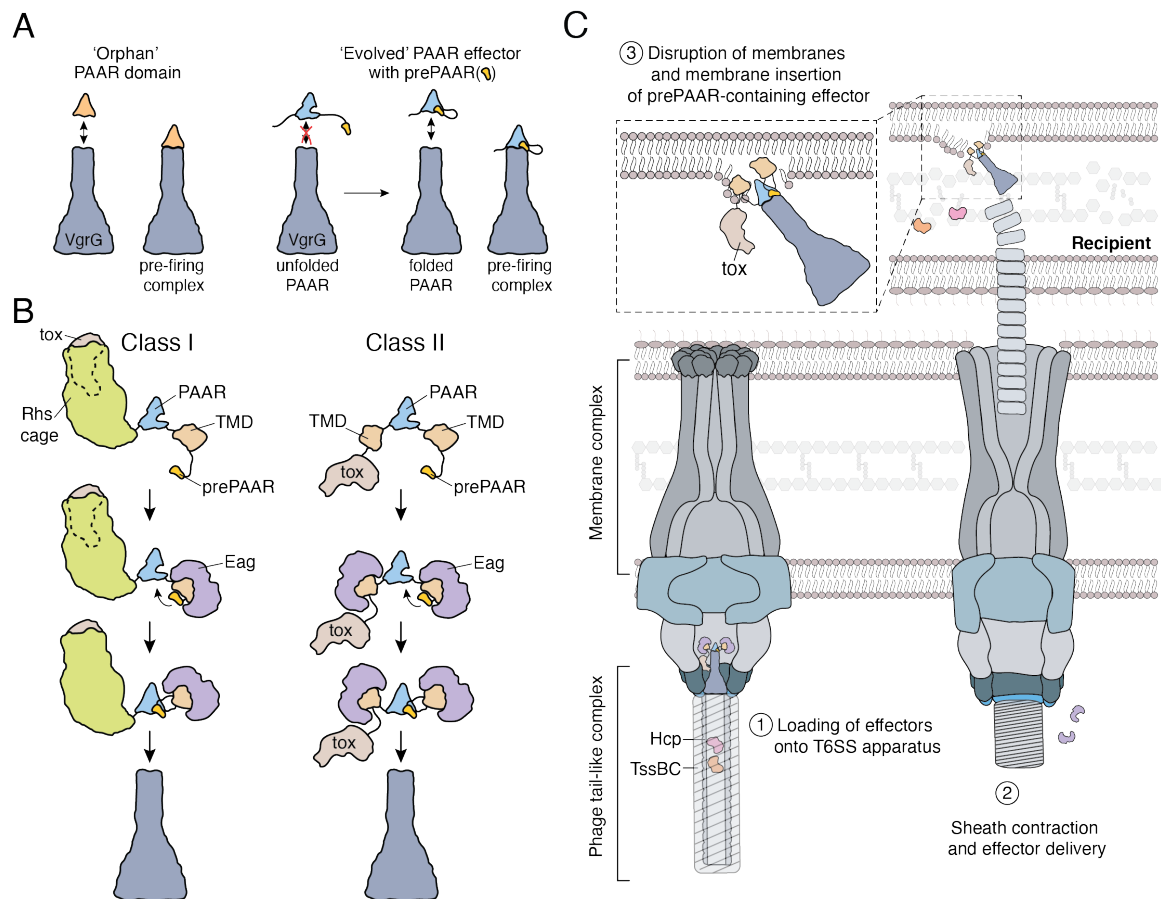 A
'Orphan'
PAAR domain
'Evolved' PAAR effector
with prePAAR( )
VgrG
VgrG
pre-firing
complex
unfolded
PAAR
folded
PAAR
pre-firing
complex
B
tox
Class I
Class II
PAAR
TMD
Rhs
cage
prePAAR
PAAR
TMD
TMD
tox
prePAAR
Eag
Eag
tox
tox
C
3 Disruption of membranes
and membrane insertion
of prePAAR-containing effector
tox
Recipient
Membrane complex
Phage tail-like complex
Hcp
TssBC
1 Loading of effectors
onto T6SS apparatus
2
Sheath contraction
and effector delivery